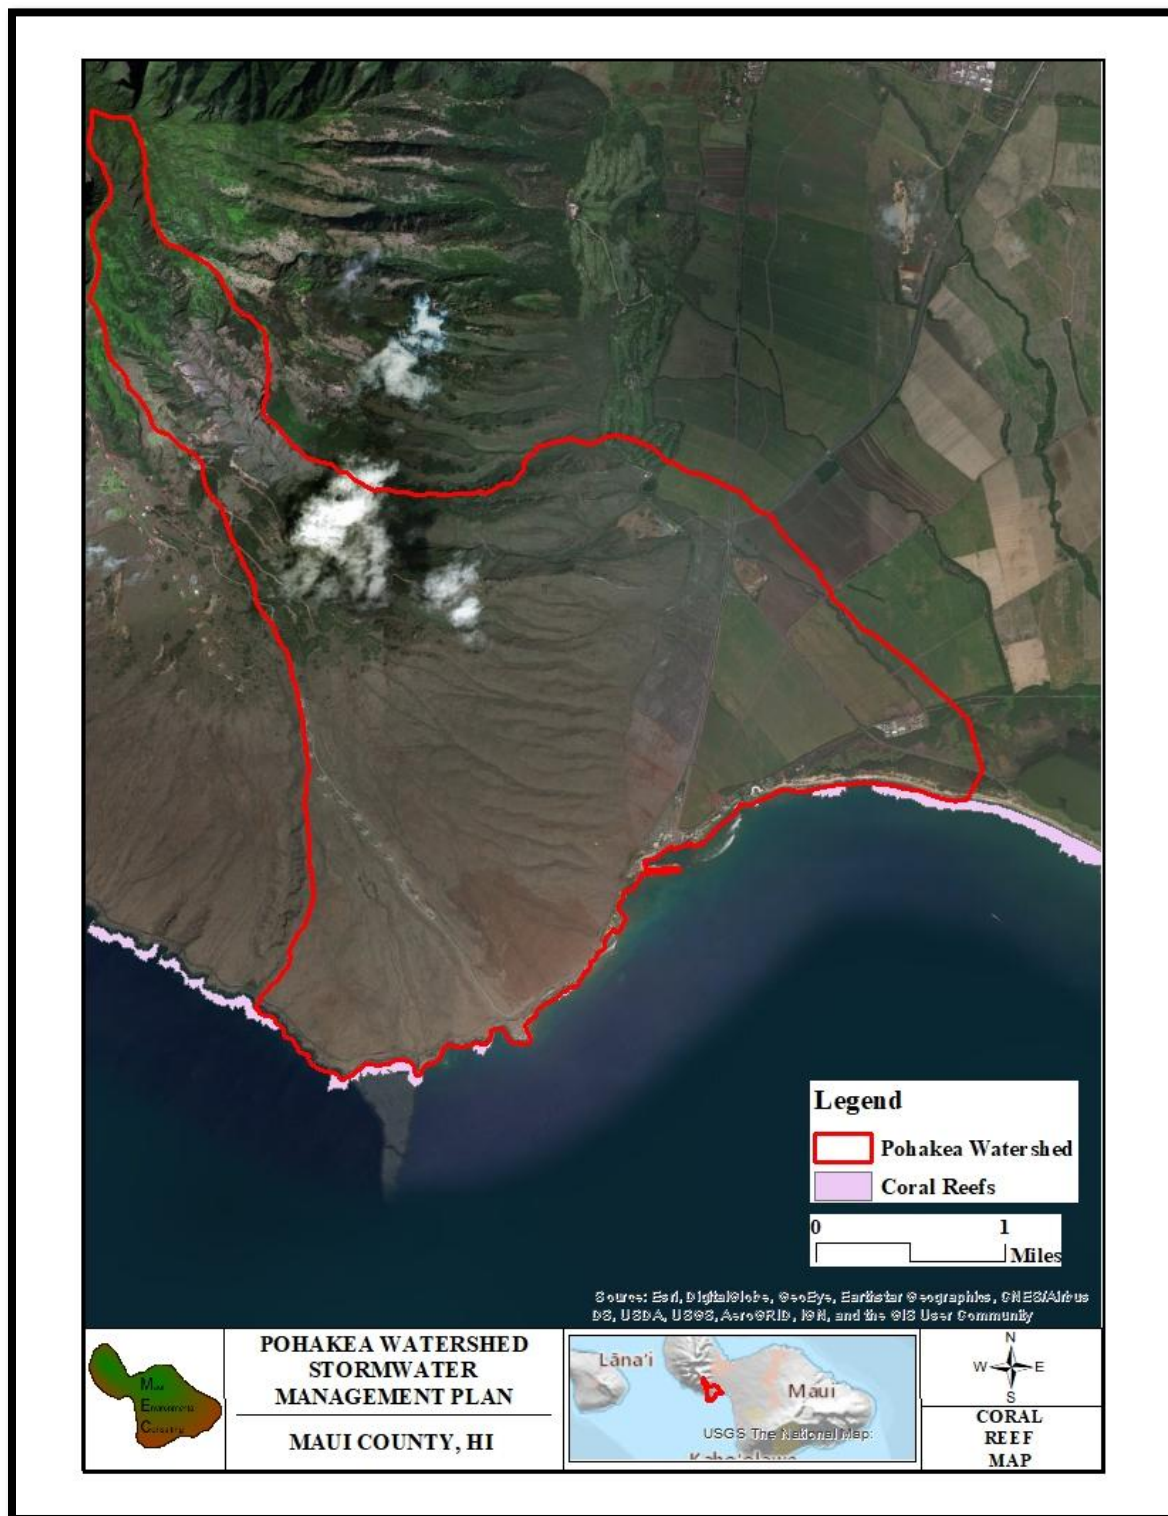 Legend
Pohakea Watershed
Coral Reefs
0 1
Miles
Source: Esri, DigitalGlobe, GeoEye, Earthstar Geographics, CNES/Airbus
DS, USDA, USGS, AeroGRID, IGN, and the GIS User Community
POHAKEA WATERSHED
STORMWATER
MANAGEMENT PLAN
MAUI COUNTY, HI
Lāna'i
Maui
USGS The National Map:
N
W E
S
CORAL
REEF
MAP